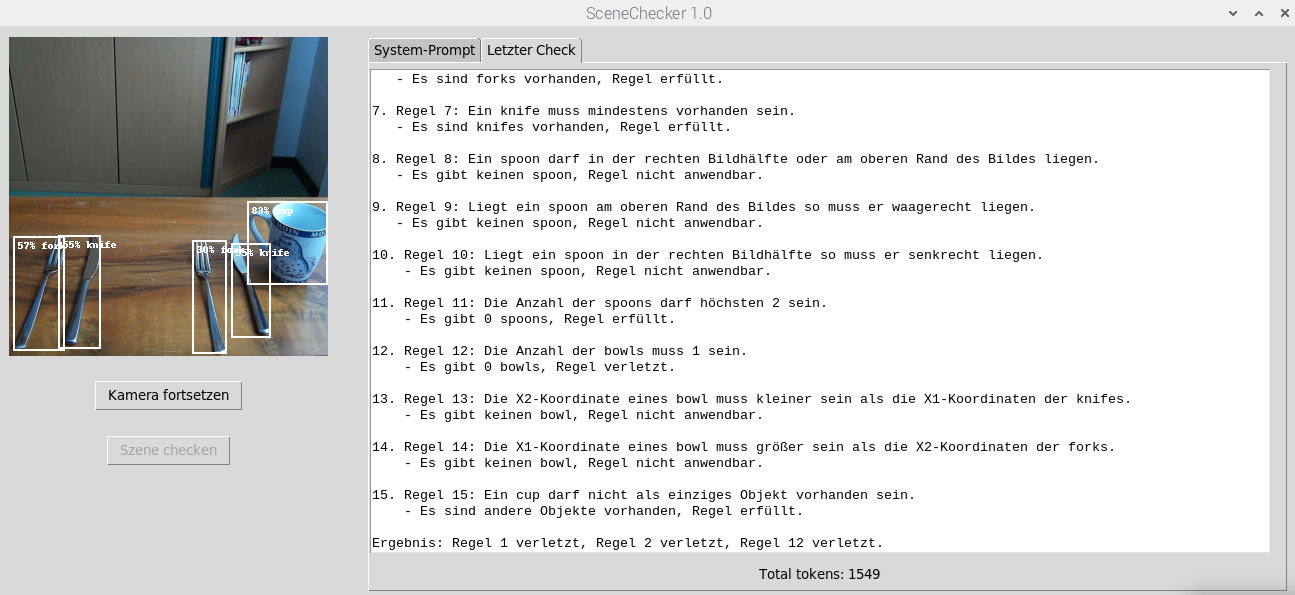 SceneChecker 1.0
System-Prompt
Letzter Check
- Es sind forks vorhanden, Regel erfüllt.
7. Regel 7: Ein knife muss mindestens vorhanden sein.
- Es sind knifes vorhanden, Regel erfüllt.
8. Regel 8: Ein spoon darf in der rechten Bildhälfte oder am oberen Rand des Bildes liegen.
- Es gibt keinen spoon, Regel nicht anwendbar.
9. Regel 9: Liegt ein spoon am oberen Rand des Bildes so muss er waagerecht liegen.
- Es gibt keinen spoon, Regel nicht anwendbar.
10. Regel 10: Liegt ein spoon in der rechten Bildhälfte so muss er senkrecht liegen.
- Es gibt keinen spoon, Regel nicht anwendbar.
11. Regel 11: Die Anzahl der spoons darf höchsten 2 sein.
- Es gibt 0 spoons, Regel erfüllt.
12. Regel 12: Die Anzahl der bowls muss 1 sein.
- Es gibt 0 bowls, Regel verletzt.
13. Regel 13: Die X2-Koordinate eines bowl muss kleiner sein als die X1-Koordinaten der knifes.
- Es gibt keinen bowl, Regel nicht anwendbar.
14. Regel 14: Die X1-Koordinate eines bowl muss größer sein als die X2-Koordinaten der forks.
- Es gibt keinen bowl, Regel nicht anwendbar.
15. Regel 15: Ein cup darf nicht als einziges Objekt vorhanden sein.
- Es sind andere Objekte vorhanden, Regel erfüllt.
Ergebnis: Regel 1 verletzt, Regel 2 verletzt, Regel 12 verletzt.
Total tokens: 1549
83% cup
MOIN
57%
knife
knife
Kamera fortsetzen
Szene checken